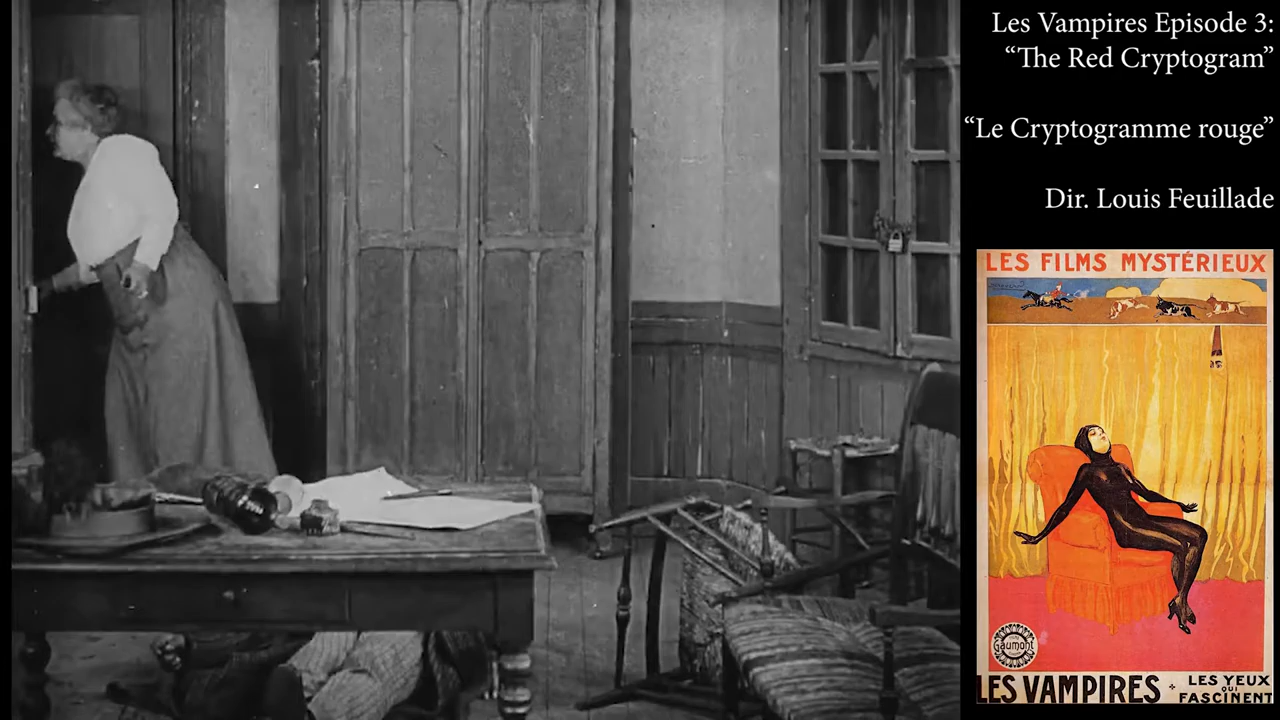 Les Vampires Episode 3:
“The Red Cryptogram”
“Le Cryptogramme rouge”
Dir. Louis Feuillade
LES FILMS MYSTÉRIEUX
Gaumont
LES VAMPIRES
LES YEUX
QUI
FASCINENT